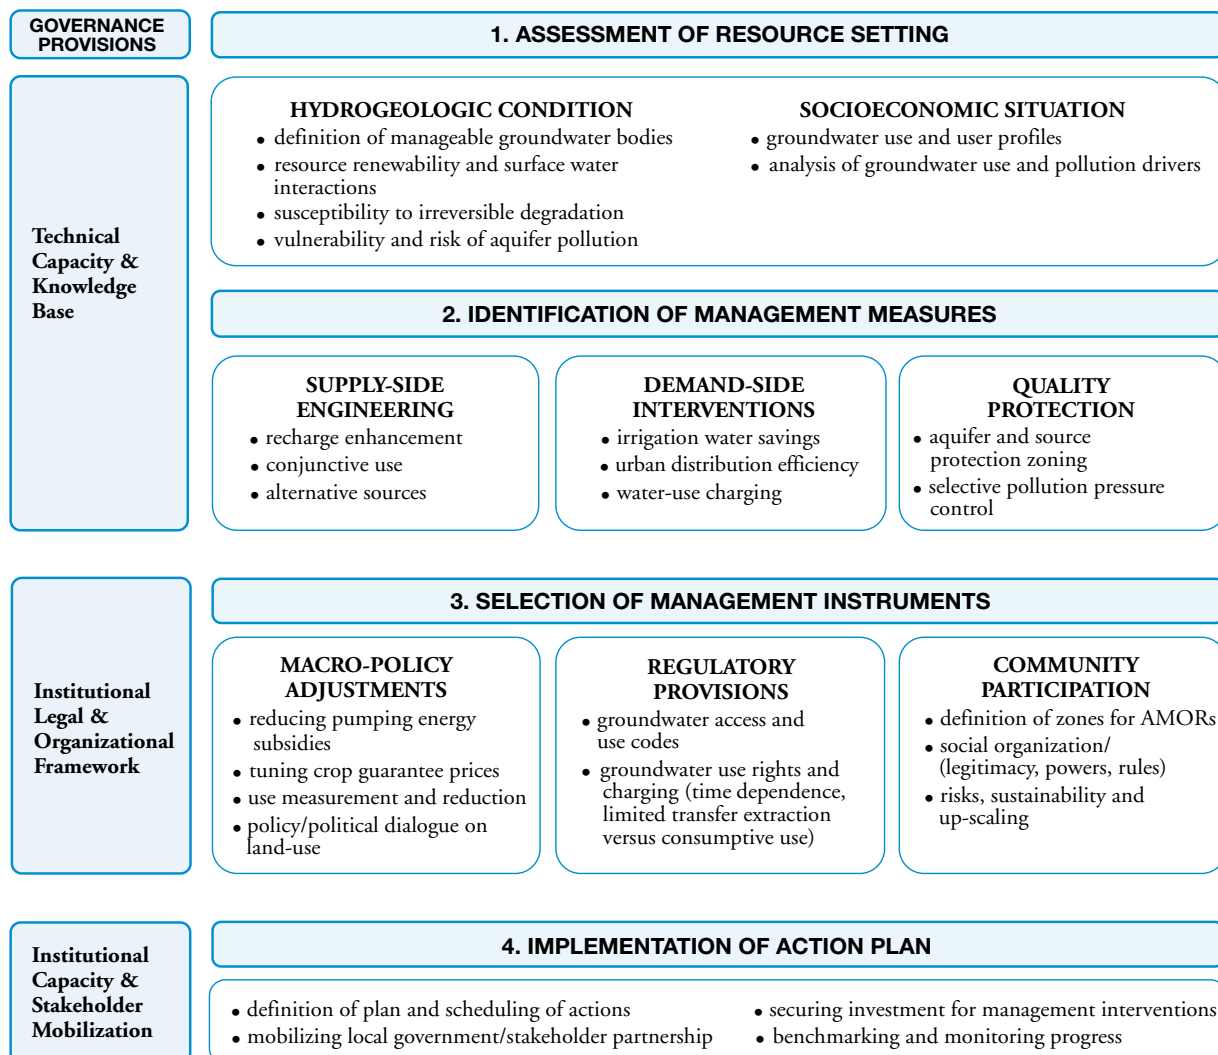 GOVERNANCE
PROVISIONS
1. ASSESSMENT OF RESOURCE SETTING
Technical
Capacity &
Knowledge
Base
HYDROGEOLOGIC CONDITION
• definition of manageable groundwater bodies
• resource renewability and surface water
interactions
• susceptibility to irreversible degradation
• vulnerability and risk of aquifer pollution
SOCIOECONOMIC SITUATION
• groundwater use and user profiles
• analysis of groundwater use and pollution drivers
2. IDENTIFICATION OF MANAGEMENT MEASURES
SUPPLY-SIDE
ENGINEERING
• recharge enhancement
• conjunctive use
• alternative sources
DEMAND-SIDE
INTERVENTIONS
• irrigation water savings
• urban distribution efficiency
• water-use charging
QUALITY
PROTECTION
• aquifer and source
protection zoning
• selective pollution pressure
control
Institutional
Legal &
Organizational
Framework
3. SELECTION OF MANAGEMENT INSTRUMENTS
MACRO-POLICY
ADJUSTMENTS
• reducing pumping energy
subsidies
• tuning crop guarantee prices
• use measurement and reduction
• policy/political dialogue on
land-use
REGULATORY
PROVISIONS
• groundwater access and
use codes
• groundwater use rights and
charging (time dependence,
limited transfer extraction
versus consumptive use)
COMMUNITY
PARTICIPATION
• definition of zones for AMORs
• social organization/
(legitimacy, powers, rules)
• risks, sustainability and
up-scaling
Institutional
Capacity &
Stakeholder
Mobilization
4. IMPLEMENTATION OF ACTION PLAN
• definition of plan and scheduling of actions
• mobilizing local government/stakeholder partnership
• securing investment for management interventions
• benchmarking and monitoring progress